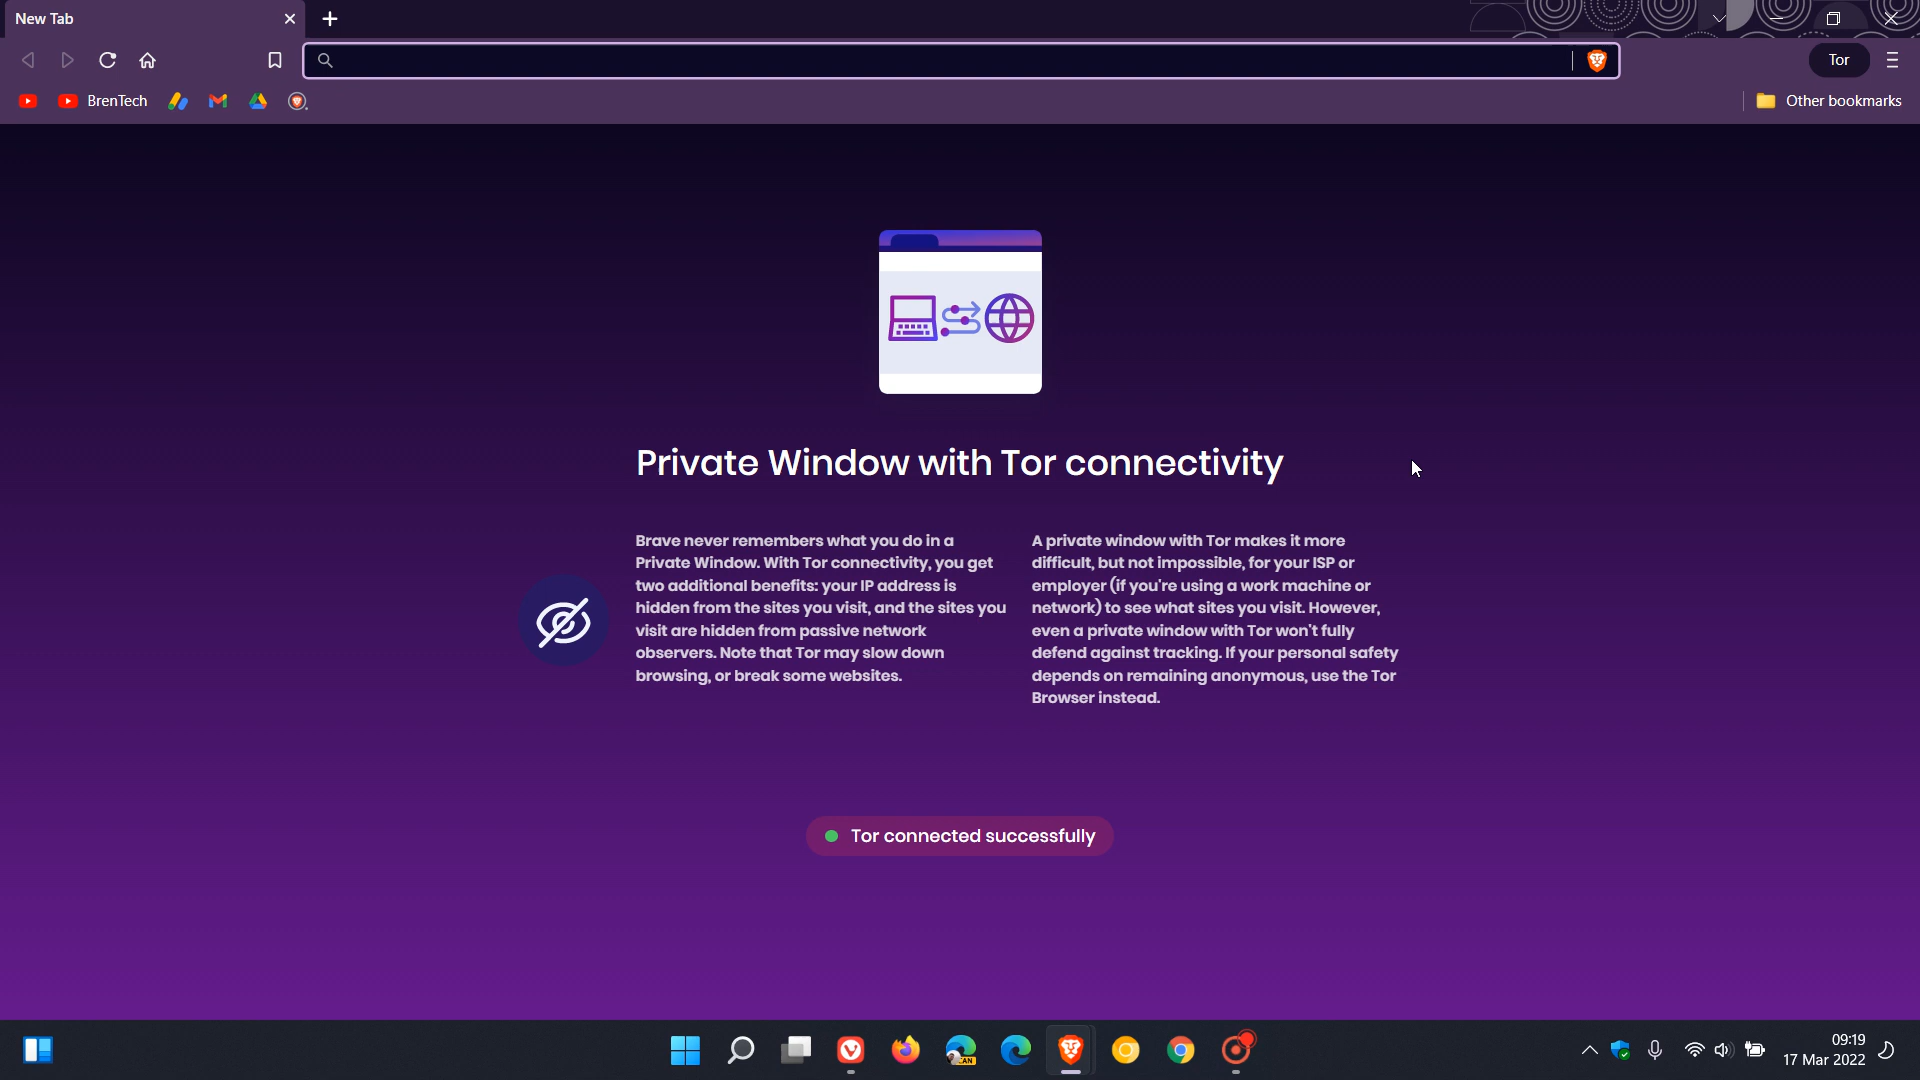 New Tab
Tor
BrenTech
Other bookmarks
Private Window with Tor connectivity
Brave never remembers what you do in a
Private Window. With Tor connectivity, you get
two additional benefits: your IP address is
hidden from the sites you visit, and the sites you
visit are hidden from passive network
observers. Note that Tor may slow down
browsing, or break some websites.
A private window with Tor makes it more
difficult, but not impossible, for your ISP or
employer (if you're using a work machine or
network) to see what sites you visit. However,
even a private window with Tor won't fully
defend against tracking. If your personal safety
depends on remaining anonymous, use the Tor
Browser instead.
Tor connected successfully
CAN
09:19
17 Mar 2022